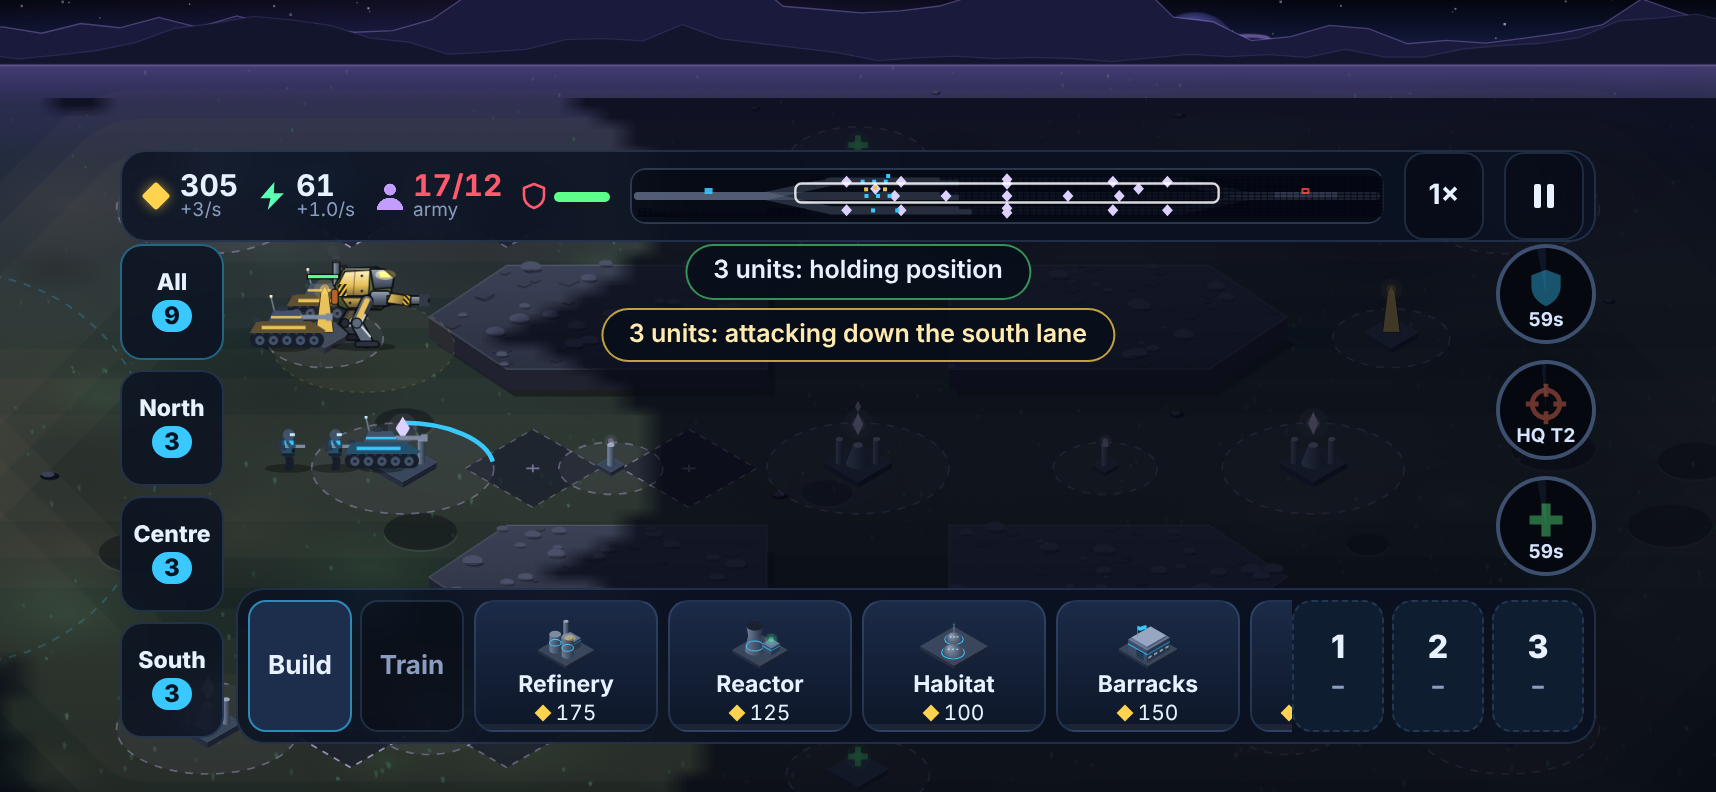 305
+3/s
61
+1.0/s
17/12
army
1×
All
9
3 units: holding position
59s
3 units: attacking down the south lane
North
3
HQ T2
Centre
3
59s
South
3
Build
Train
Refinery
175
Reactor
125
Habitat
100
Barracks
150
1
–
2
–
3
–